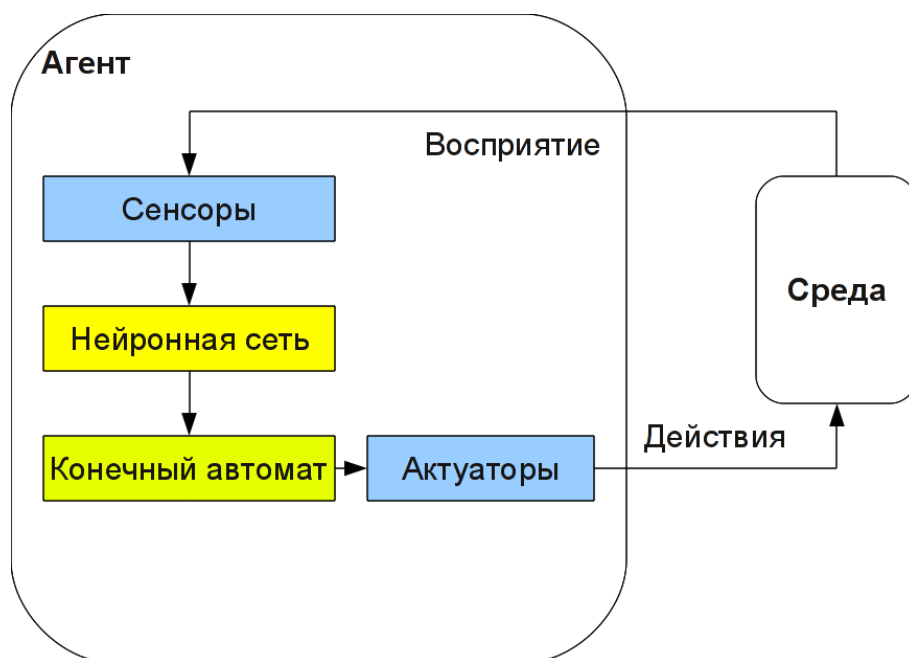 Агент
Восприятие
Сенсоры
Среда
Нейронная сеть
Действия
Конечный автомат
Актуаторы